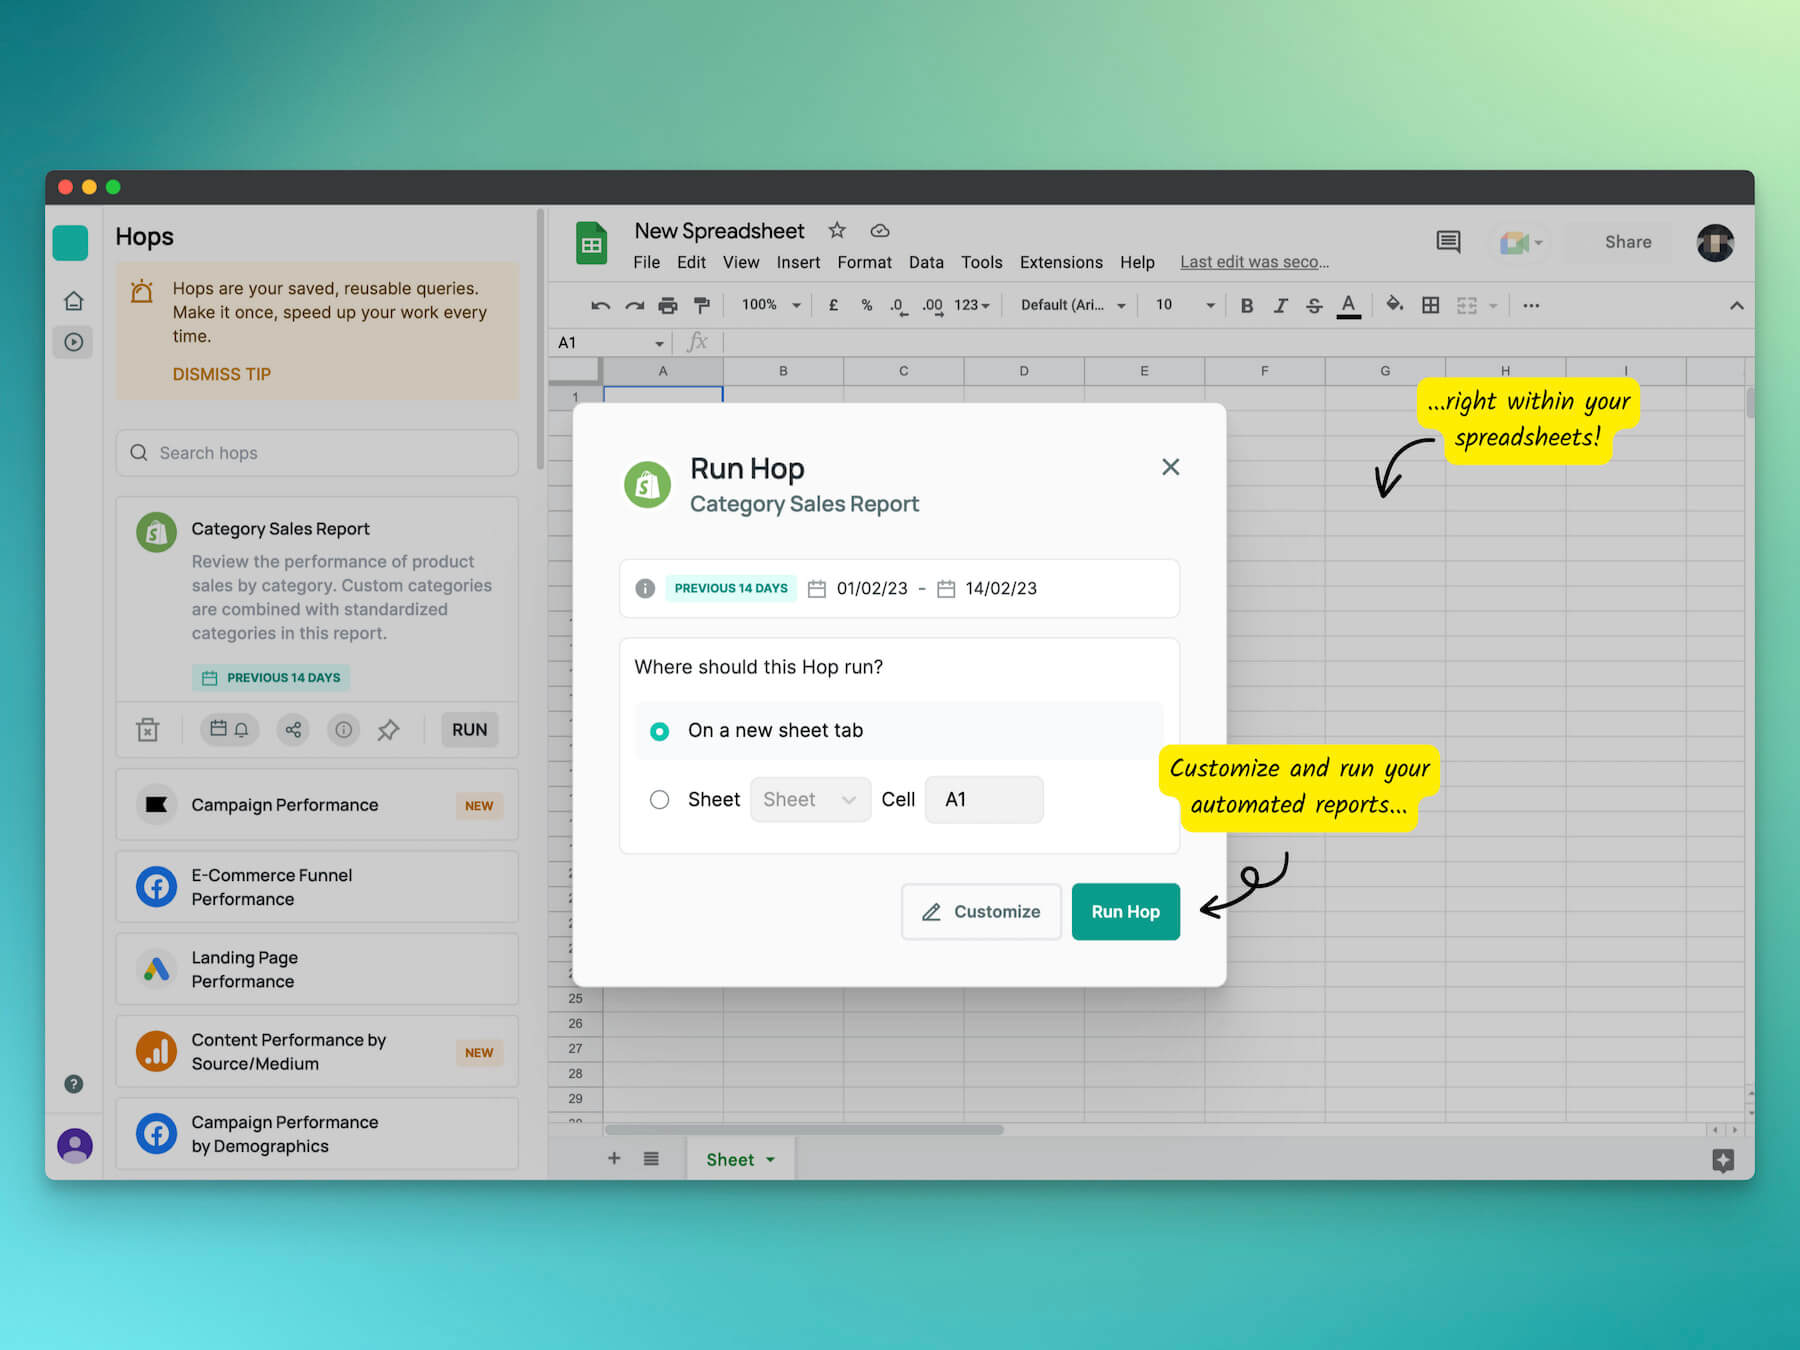 Hops
Hops are your saved, reusable queries.
Make it once, speed up your work every
time.
DISMISS TIP
Search hops
Category Sales Report
Review the performance of product
sales by category. Custom categories
are combined with standardized
categories in this report.
PREVIOUS 14 DAYS
RUN
Campaign Performance
NEW
E-Commerce Funnel
Performance
Landing Page
Performance
Content Performance by
Source/Medium
NEW
Campaign Performance
by Demographics
New Spreadsheet
File Edit View Insert Format Data Tools Extensions Help Last edit was seco...
Share
100% £ % .0 .00 123 Default (Ari... 10 B I S A
A1 fx
A B C D E F G H I
1
...right within your
spreadsheets!
Run Hop
Category Sales Report
PREVIOUS 14 DAYS 01/02/23 - 14/02/23
Where should this Hop run?
On a new sheet tab
Sheet Sheet Cell A1
Customize and run your
automated reports...
Customize Run Hop
25
26
27
28
29
Sheet